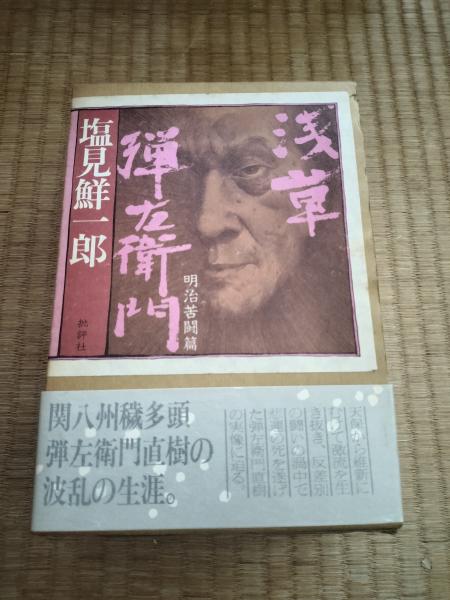 浅草
弾左衛門
明治苦闘篇
塩見鮮一郎
批評社
関八州穢多頭
弾左衛門直樹の
波乱の生涯。
天保から維新に
むけて激流を生
き抜き、反差別
の闘いの渦中で
悲運の死を遂げ
た弾左衛門直樹
の実像に迫る。